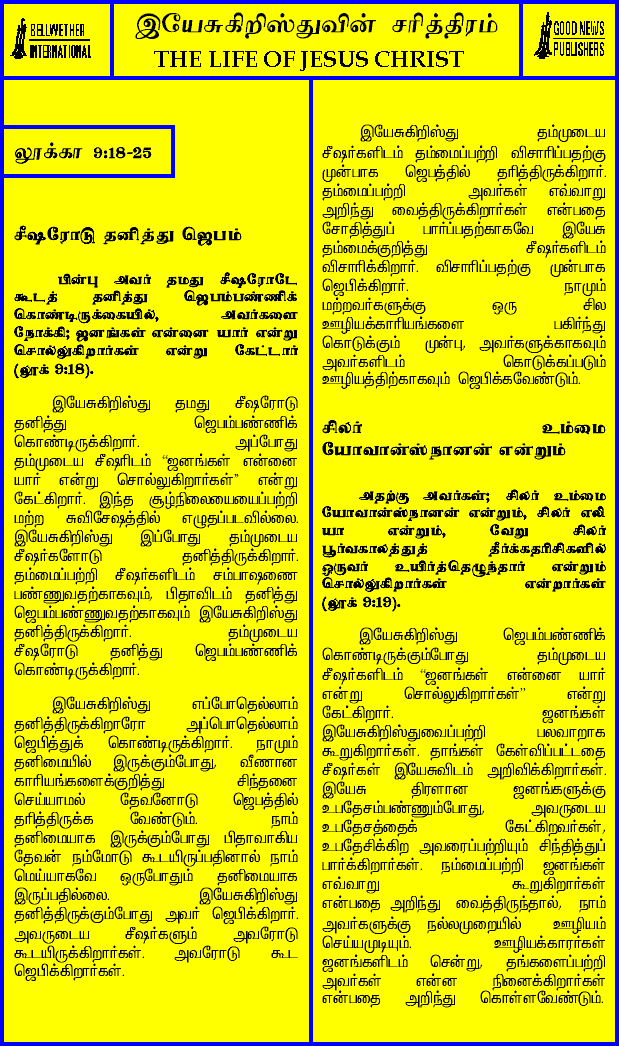 BELLWETHER
INTERNATIONAL
இயேசுகிறிஸ்துவின் சரித்திரம்
THE LIFE OF JESUS CHRIST
GOOD NEWS
PUBLISHERS
லூக்கா 9:18-25
சீஷரோடு தனித்து ஜெபம்
பின்பு அவர் தமது சீஷரோடே
கூடத் தனித்து ஜெபம்பண்ணிக்
கொண்டிருக்கையில், அவர்களை
நோக்கி; ஜனங்கள் என்னை யார் என்று
சொல்லுகிறார்கள் என்று கேட்டார்
(லூக் 9:18).
இயேசுகிறிஸ்து தமது சீஷரோடு
தனித்து ஜெபம்பண்ணிக்
கொண்டிருக்கிறார். அப்போது
தம்முடைய சீஷரிடம் “ஜனங்கள் என்னை
யார் என்று சொல்லுகிறார்கள்” என்று
கேட்கிறார். இந்த சூழ்நிலையையைப்பற்றி
மற்ற சுவிசேஷத்தில் எழுதப்படவில்லை.
இயேசுகிறிஸ்து இப்போது தம்முடைய
சீஷர்களோடு தனித்திருக்கிறார்.
தம்மைப்பற்றி சீஷர்களிடம் சம்பாஷணை
பண்ணுவதற்காகவும், பிதாவிடம் தனித்து
ஜெபம்பண்ணுவதற்காகவும் இயேசுகிறிஸ்து
தனித்திருக்கிறார். தம்முடைய
சீஷரோடு தனித்து ஜெபம்பண்ணிக்
கொண்டிருக்கிறார்.
இயேசுகிறிஸ்து எப்போதெல்லாம்
தனித்திருக்கிறாரோ அப்பொதெல்லாம்
ஜெபித்துக் கொண்டிருக்கிறார். நாமும்
தனிமையில் இருக்கும்போது, வீணான
காரியங்களைக்குறித்து சிந்தனை
செய்யாமல் தேவனோடு ஜெபத்தில்
தரித்திருக்க வேண்டும். நாம்
தனிமையாக இருக்கும்போது பிதாவாகிய
தேவன் நம்மோடு கூடயிருப்பதினால் நாம்
மெய்யாகவே ஒருபோதும் தனிமையாக
இருப்பதில்லை. இயேசுகிறிஸ்து
தனித்திருக்கும்போது அவர் ஜெபிக்கிறார்.
அவருடைய சீஷர்களும் அவரோடு
கூடயிருக்கிறார்கள். அவரோடு கூட
ஜெபிக்கிறார்கள்.
இயேசுகிறிஸ்து தம்முடைய
சீஷர்களிடம் தம்மைப்பற்றி விசாரிப்பதற்கு
முன்பாக ஜெபத்தில் தரித்திருக்கிறார்.
தம்மைப்பற்றி அவர்கள் எவ்வாறு
அறிந்து வைத்திருக்கிறார்கள் என்பதை
சோதித்துப் பார்ப்பதற்காகவே இயேசு
தம்மைக்குறித்து சீஷர்களிடம்
விசாரிக்கிறார். விசாரிப்பதற்கு முன்பாக
ஜெபிக்கிறார். நாமும்
மற்றவர்களுக்கு ஒரு சில
ஊழியக்காரியங்களை பகிர்ந்து
கொடுக்கும் முன்பு, அவர்களுக்காகவும்
அவர்களிடம் கொடுக்கப்படும்
ஊழியத்திற்காகவும் ஜெபிக்கவேண்டும்.
சிலர் உம்மை
யோவான்ஸ்நானன் என்றும்
அதற்கு அவர்கள்; சிலர் உம்மை
யோவான்ஸ்நானன் என்றும், சிலர் எலி
யா என்றும், வேறு சிலர்
பூர்வகாலத்துத் தீர்க்கதரிசிகளில்
ஒருவர் உயிர்த்தெழுந்தார் என்றும்
சொல்லுகிறார்கள் என்றார்கள்
(லூக் 9:19).
இயேசுகிறிஸ்து ஜெபம்பண்ணிக்
கொண்டிருக்கும்போது தம்முடைய
சீஷர்களிடம் “ஜனங்கள் என்னை யார்
என்று சொல்லுகிறார்கள்” என்று
கேட்கிறார். ஜனங்கள்
இயேசுகிறிஸ்துவைப்பற்றி பலவாறாக
கூறுகிறார்கள். தாங்கள் கேள்விப்பட்டதை
சீஷர்கள் இயேசுவிடம் அறிவிக்கிறார்கள்.
இயேசு திரளான ஜனங்களுக்கு
உபதேசம்பண்ணும்போது, அவருடைய
உபதேசத்தைக் கேட்கிறவர்கள்,
உபதேசிக்கிற அவரைப்பற்றியும் சிந்தித்துப்
பார்க்கிறார்கள். நம்மைப்பற்றி ஜனங்கள்
எவ்வாறு கூறுகிறார்கள்
என்பதை அறிந்து வைத்திருந்தால், நாம்
அவர்களுக்கு நல்லமுறையில் ஊழியம்
செய்யமுடியும். ஊழியக்காரர்கள்
ஜனங்களிடம் சென்று, தங்களைப்பற்றி
அவர்கள் என்ன நினைக்கிறார்கள்
என்பதை அறிந்து கொள்ளவேண்டும்.